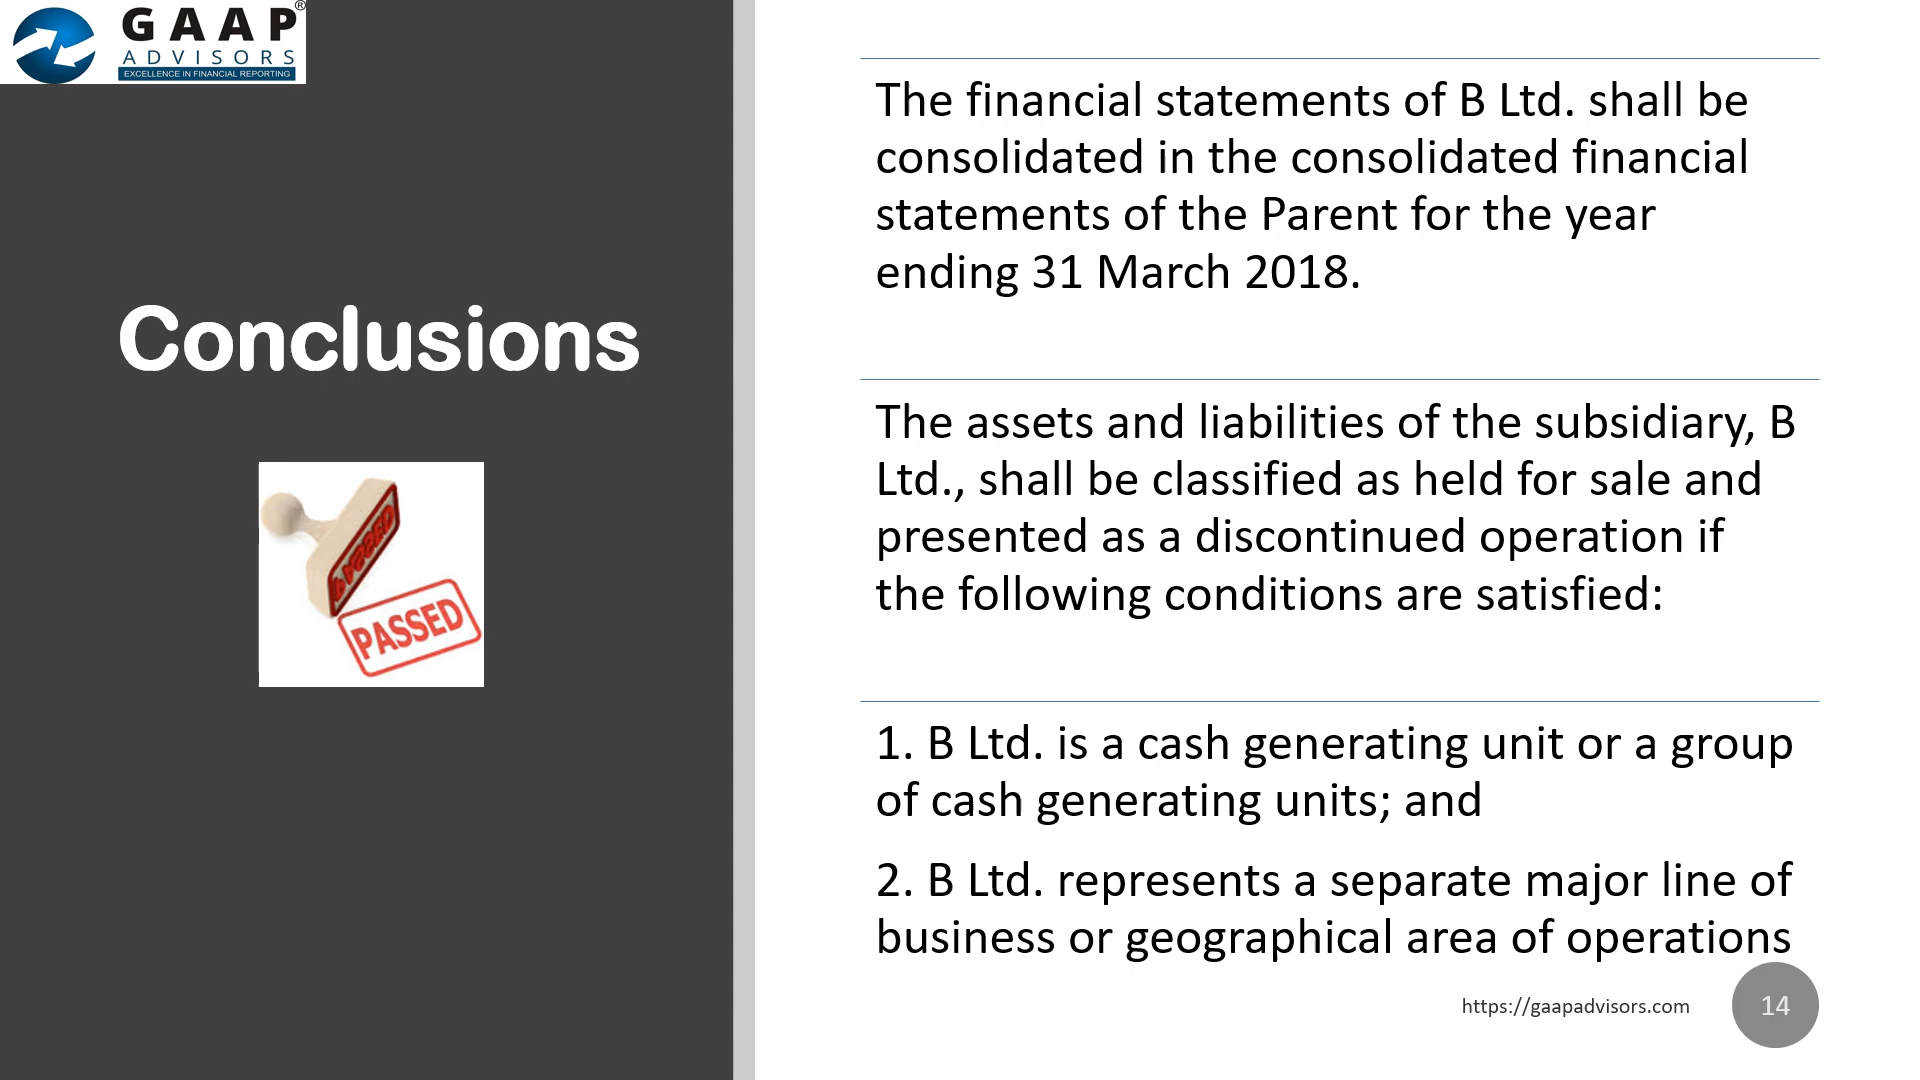 GAAP®
ADVISORS
EXCELLENCE IN FINANCIAL REPORTING
Conclusions
PASSED
The financial statements of B Ltd. shall be
consolidated in the consolidated financial
statements of the Parent for the year
ending 31 March 2018.
The assets and liabilities of the subsidiary, B
Ltd., shall be classified as held for sale and
presented as a discontinued operation if
the following conditions are satisfied:
1. B Ltd. is a cash generating unit or a group
of cash generating units; and
2. B Ltd. represents a separate major line of
business or geographical area of operations
https://gaapadvisors.com
14